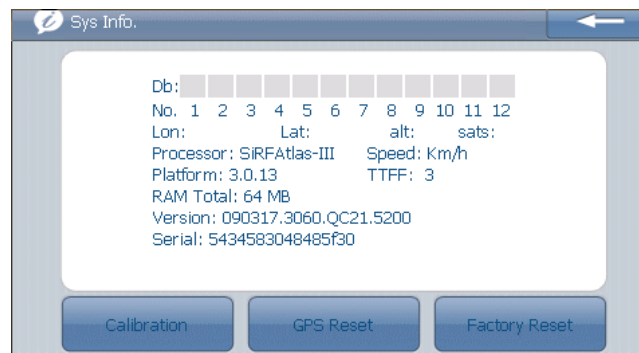 Sys Info.
Db:
No. 1 2 3 4 5 6 7 8 9 10 11 12
Lon: Lat: alt: sats:
Processor: SiRFAtlas-III Speed: Km/h
Platform: 3.0.13 TTFF: 3
RAM Total: 64 MB
Version: 090317.3060.QC21.5200
Serial: 5434583048485f30
Calibration GPS Reset Factory Reset